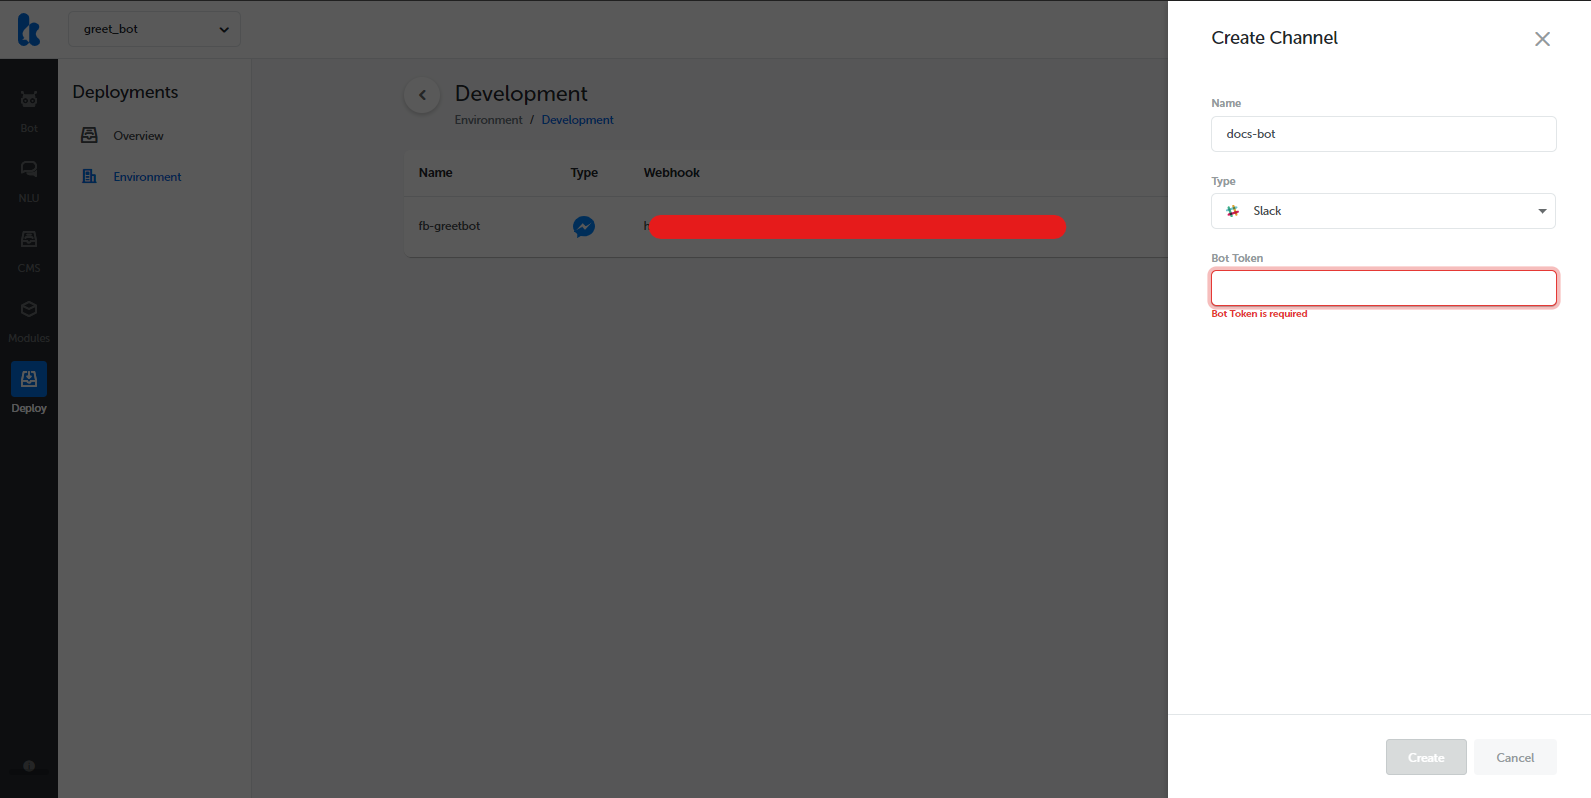 greet_bot
Bot
NLU
CMS
Modules
Deploy
Deployments
Overview
Environment
Development
Environment / Development
Name Type Webhook
fb-greetbot h
Create Channel
Name
docs-bot
Type
Slack
Bot Token
Bot Token is required
Create Cancel